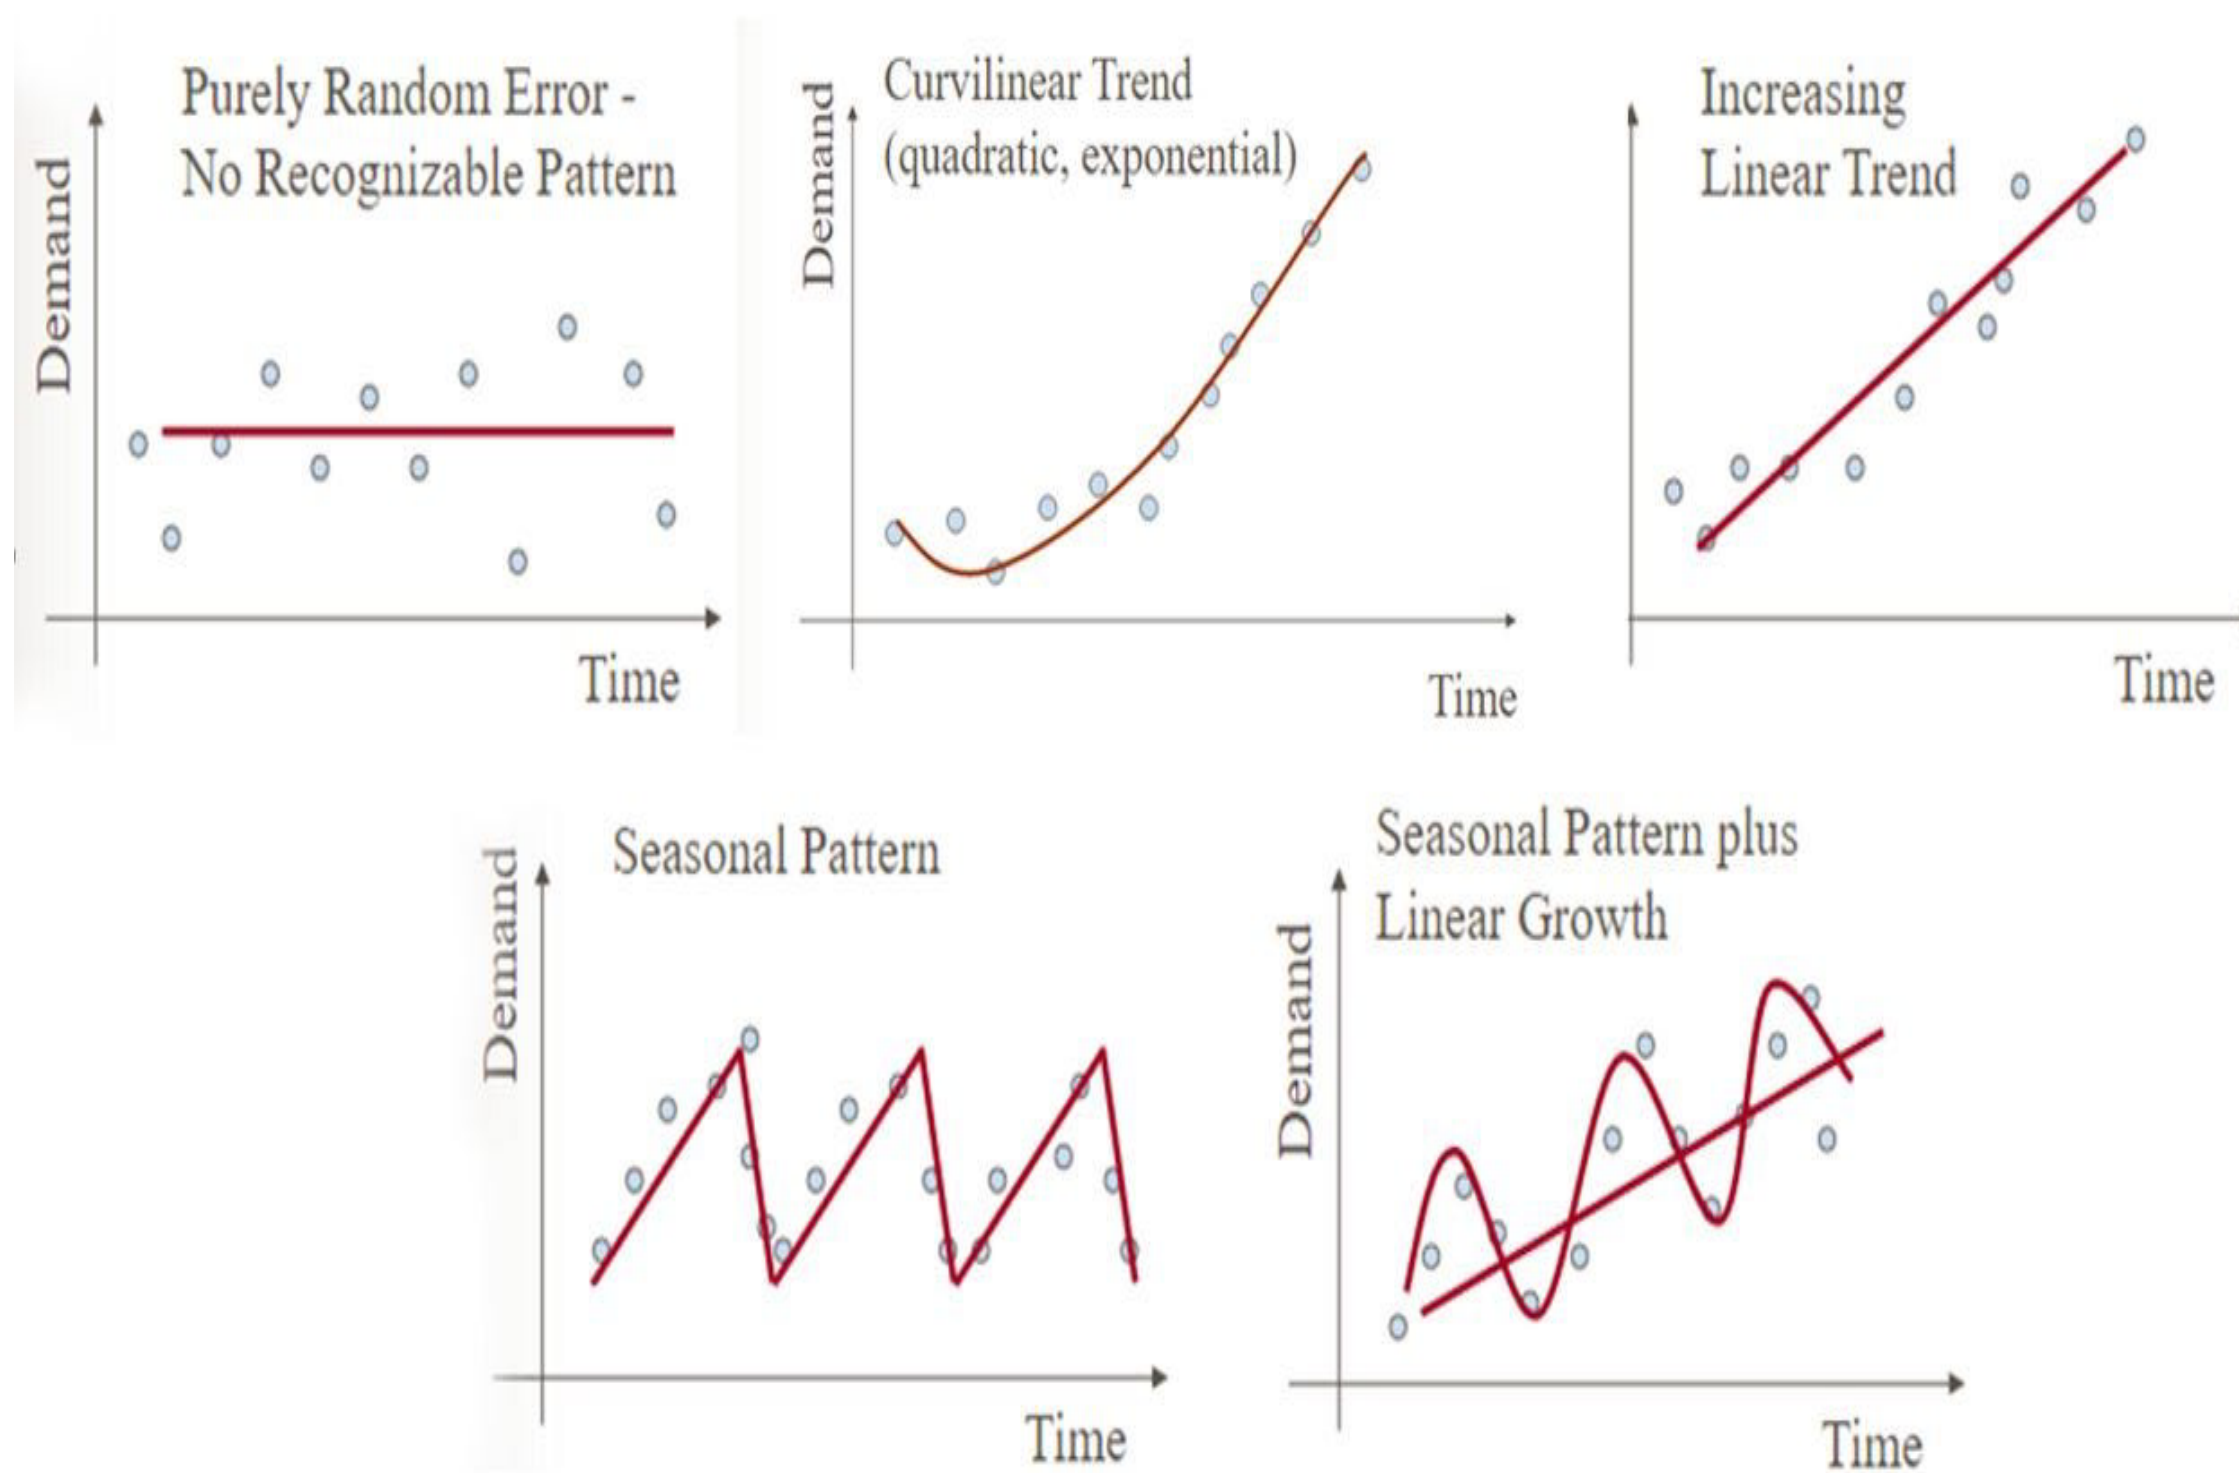 Purely Random Error -
No Recognizable Pattern
Demand
Time
Curvilinear Trend
(quadratic, exponential)
Demand
Time
Increasing
Linear Trend
Time
Seasonal Pattern
Demand
Time
Seasonal Pattern plus
Linear Growth
Demand
Time